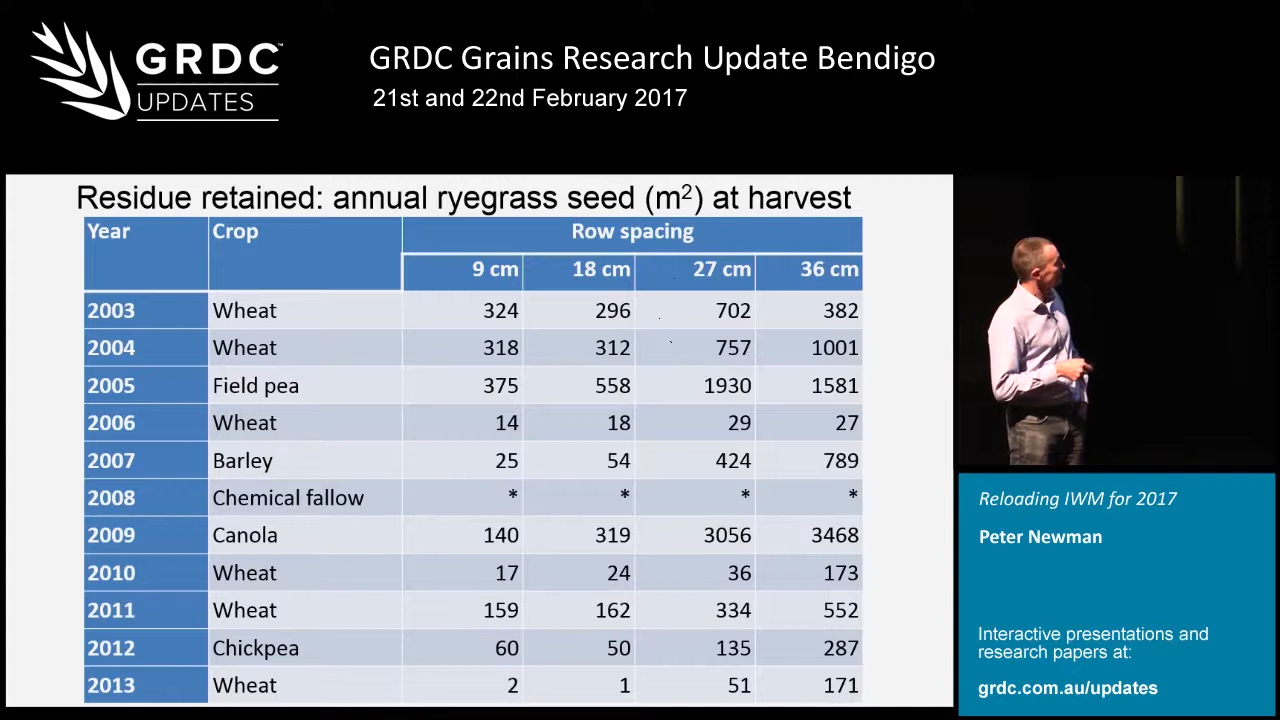 GRDC™
UPDATES
GRDC Grains Research Update Bendigo
21st and 22nd February 2017
Residue retained: annual ryegrass seed (m²) at harvest
Year Crop Row spacing
9 cm 18 cm 27 cm 36 cm
2003 Wheat 324 296 702 382
2004 Wheat 318 312 757 1001
2005 Field pea 375 558 1930 1581
2006 Wheat 14 18 29 27
2007 Barley 25 54 424 789
2008 Chemical fallow * * * *
2009 Canola 140 319 3056 3468
2010 Wheat 17 24 36 173
2011 Wheat 159 162 334 552
2012 Chickpea 60 50 135 287
2013 Wheat 2 1 51 171
Reloading IWM for 2017
Peter Newman
Interactive presentations and
research papers at:
grdc.com.au/updates